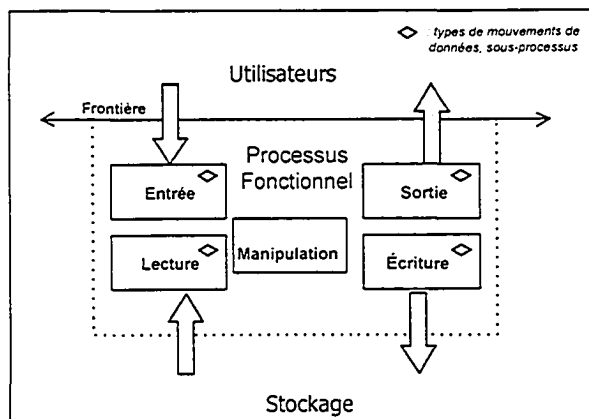 : types de mouvements de
données, sous-processus
Utilisateurs
Frontière
Processus
Fonctionnel
Entrée
Sortie
Manipulation
Lecture
Écriture
Stockage